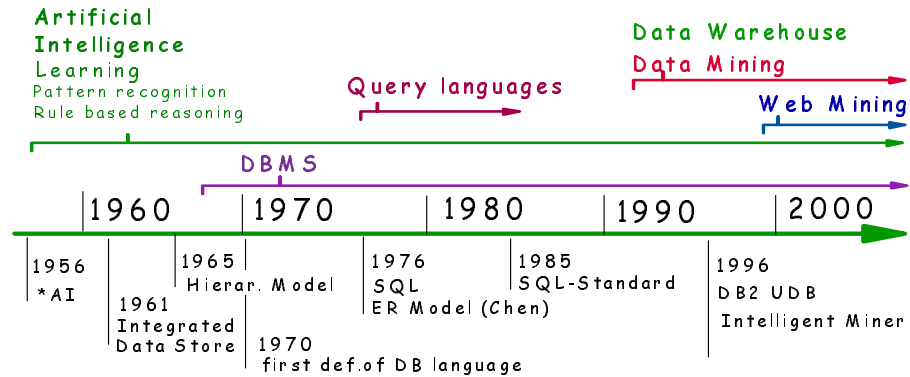 Artificial
Intelligence
Learning
Pattern recognition
Rule based reasoning
Query languages
Data Warehouse
Data Mining
Web Mining
DBMS
1960
1970
1980
1990
2000
1956
*AI
1961
Integrated
Data Store
1965
Hierar. Model
1970
first def.of DB language
1976
SQL
ER Model (Chen)
1985
SQL-Standard
1996
DB2 UDB
Intelligent Miner